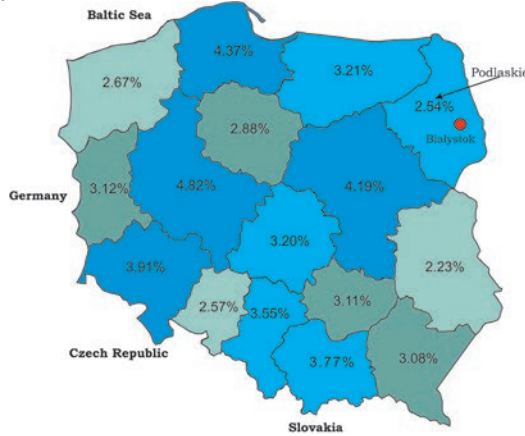 Baltic Sea
4.37%
3.21%
Podlaskie
2.67%
2.54%
2.88%
Białystok
Germany
3.12%
4.82%
4.19%
3.20%
3.91%
2.23%
2.57%
3.55%
3.11%
Czech Republic
3.77%
3.08%
Slovakia